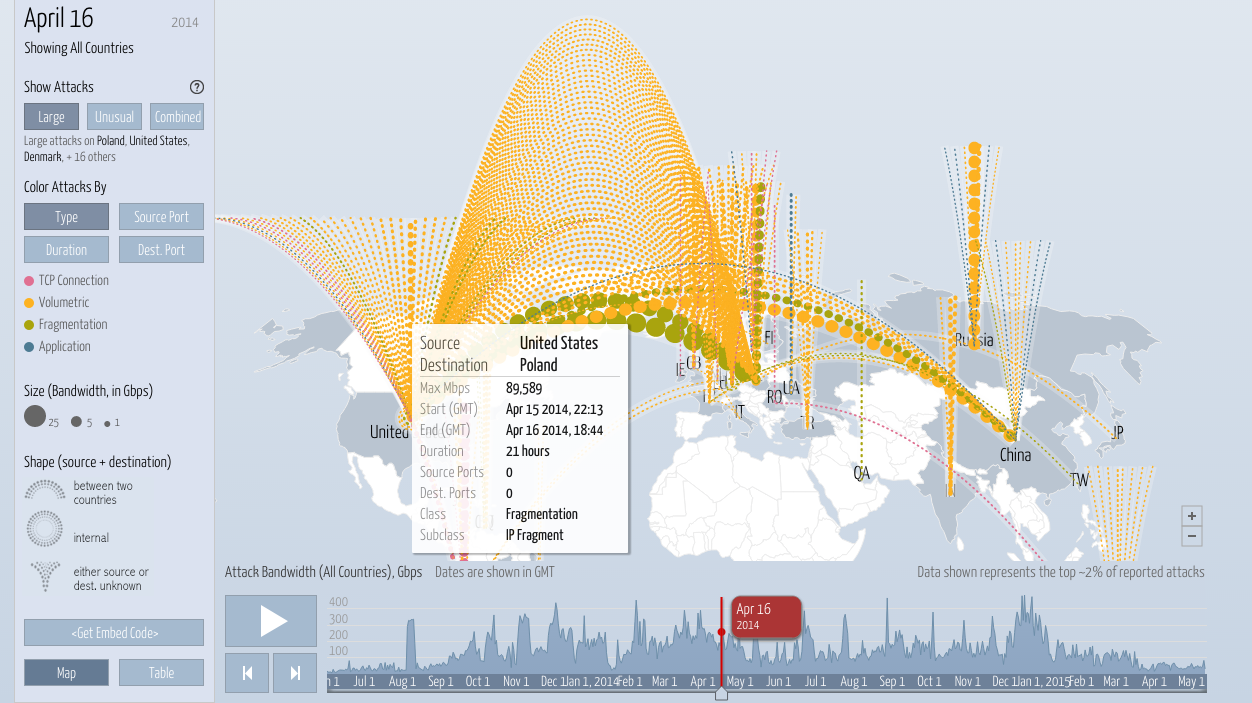 April 16 2014
Showing All Countries
Show Attacks ?
Large Unusual Combined
Large attacks on Poland, United States,
Denmark, + 16 others
Color Attacks By
Type Source Port
Duration Dest. Port
TCP Connection
Volumetric
Fragmentation
Application
Size (Bandwidth, in Gbps)
25 5 1
Shape (source + destination)
between two
countries
internal
either source or
dest. unknown
<Get Embed Code>
Map Table
Source United States
Destination Poland
Max Mbps 89,589
Start (GMT) Apr 15 2014, 22:13
End (GMT) Apr 16 2014, 18:44
Duration 21 hours
Source Ports 0
Dest. Ports 0
Class Fragmentation
Subclass IP Fragment
United
IE
GB
FI
IT
RO
UA
Russia
QA
China
JP
TW
+
−
Attack Bandwidth (All Countries), Gbps Dates are shown in GMT
Data shown represents the top ~2% of reported attacks
400
300
200
100
Apr 16
2014
1 Jul 1 Aug 1 Sep 1 Oct 1 Nov 1 Dec 1 Jan 1, 2014 Feb 1 Mar 1 Apr 1 May 1 Jun 1 Jul 1 Aug 1 Sep 1 Oct 1 Nov 1 Dec 1 Jan 1, 2015 Feb 1 Mar 1 Apr 1 May 1